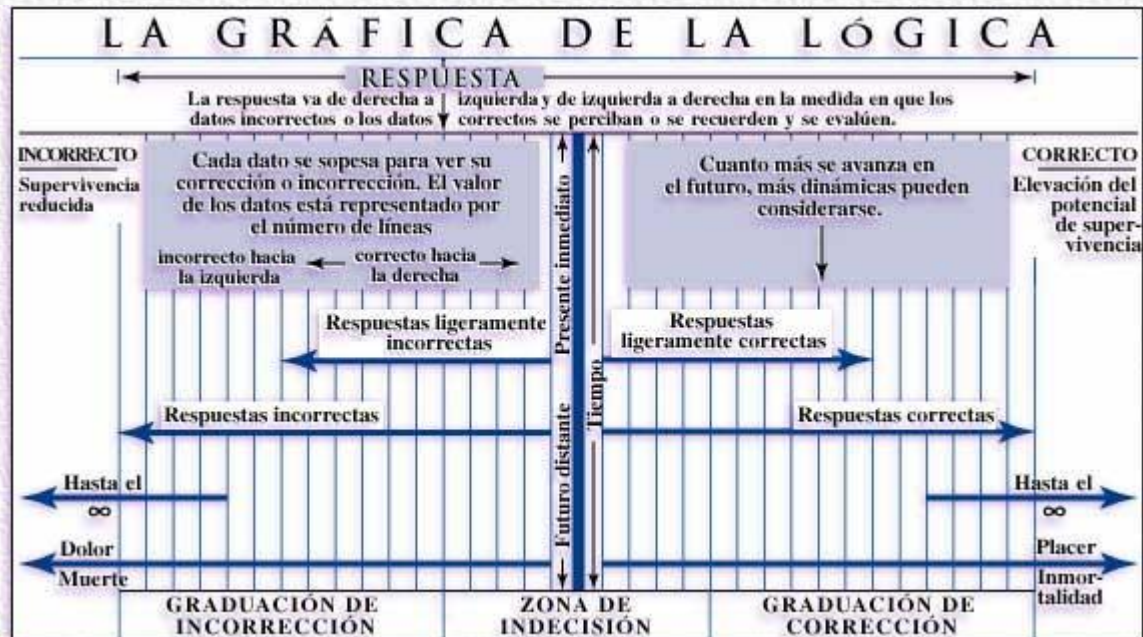 LA GRÁFICA DE LA LÓGICA
RESPUESTA
La respuesta va de derecha a izquierda y de izquierda a derecha en la medida en que los
datos incorrectos o los datos correctos se perciban o se recuerden y se evalúen.
INCORRECTO
Supervivencia
reducida
Cada dato se sopesa para ver su
corrección o incorrección. El valor
de los datos está representado por
el número de líneas
incorrecto hacia
la izquierda
correcto hacia
la derecha
Presente inmediato
Futuro distante
Tiempo
Cuanto más se avanza en
el futuro, más dinámicas pueden
considerarse.
CORRECTO
Elevación del
potencial
de super-
vivencia
Respuestas ligeramente
incorrectas
Respuestas
ligeramente correctas
Respuestas incorrectas
Respuestas correctas
Hasta el
∞
Hasta el
∞
Dolor
Muerte
Placer
Inmor-
talidad
GRADUACIÓN DE
INCORRECCIÓN
ZONA DE
INDECISIÓN
GRADUACIÓN DE
CORRECCIÓN